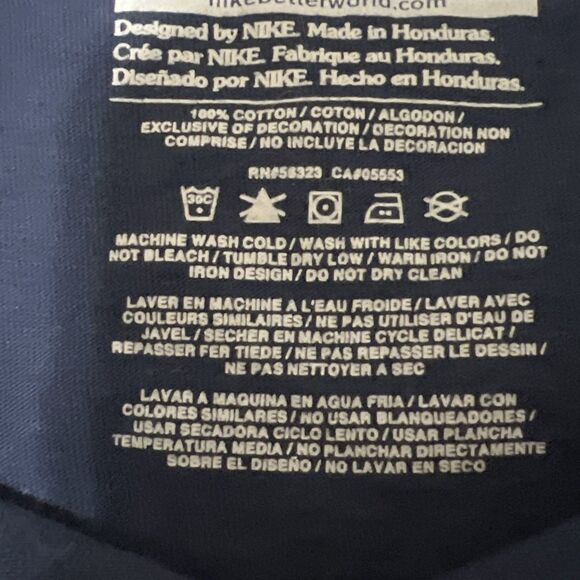 nikebetterworld.com
Designed by NIKE. Made in Honduras.
Crée par NIKE. Fabrique au Honduras.
Diseñado por NIKE. Hecho en Honduras.
100% COTTON / COTON / ALGODON /
EXCLUSIVE OF DECORATION / DECORATION NON
COMPRISE / NO INCLUYE LA DECORACION
RN#56323 CA#05553
30C
MACHINE WASH COLD / WASH WITH LIKE COLORS / DO
NOT BLEACH / TUMBLE DRY LOW / WARM IRON / DO NOT
IRON DESIGN / DO NOT DRY CLEAN
LAVER EN MACHINE A L'EAU FROIDE / LAVER AVEC
COULEURS SIMILAIRES / NE PAS UTILISER D'EAU DE
JAVEL / SECHER EN MACHINE CYCLE DELICAT /
REPASSER FER TIEDE / NE PAS REPASSER LE DESSIN /
NE PAS NETTOYER A SEC
LAVAR A MAQUINA EN AGUA FRIA / LAVAR CON
COLORES SIMILARES / NO USAR BLANQUEADORES /
USAR SECADORA CICLO LENTO / USAR PLANCHA
TEMPERATURA MEDIA / NO PLANCHAR DIRECTAMENTE
SOBRE EL DISEÑO / NO LAVAR EN SECO